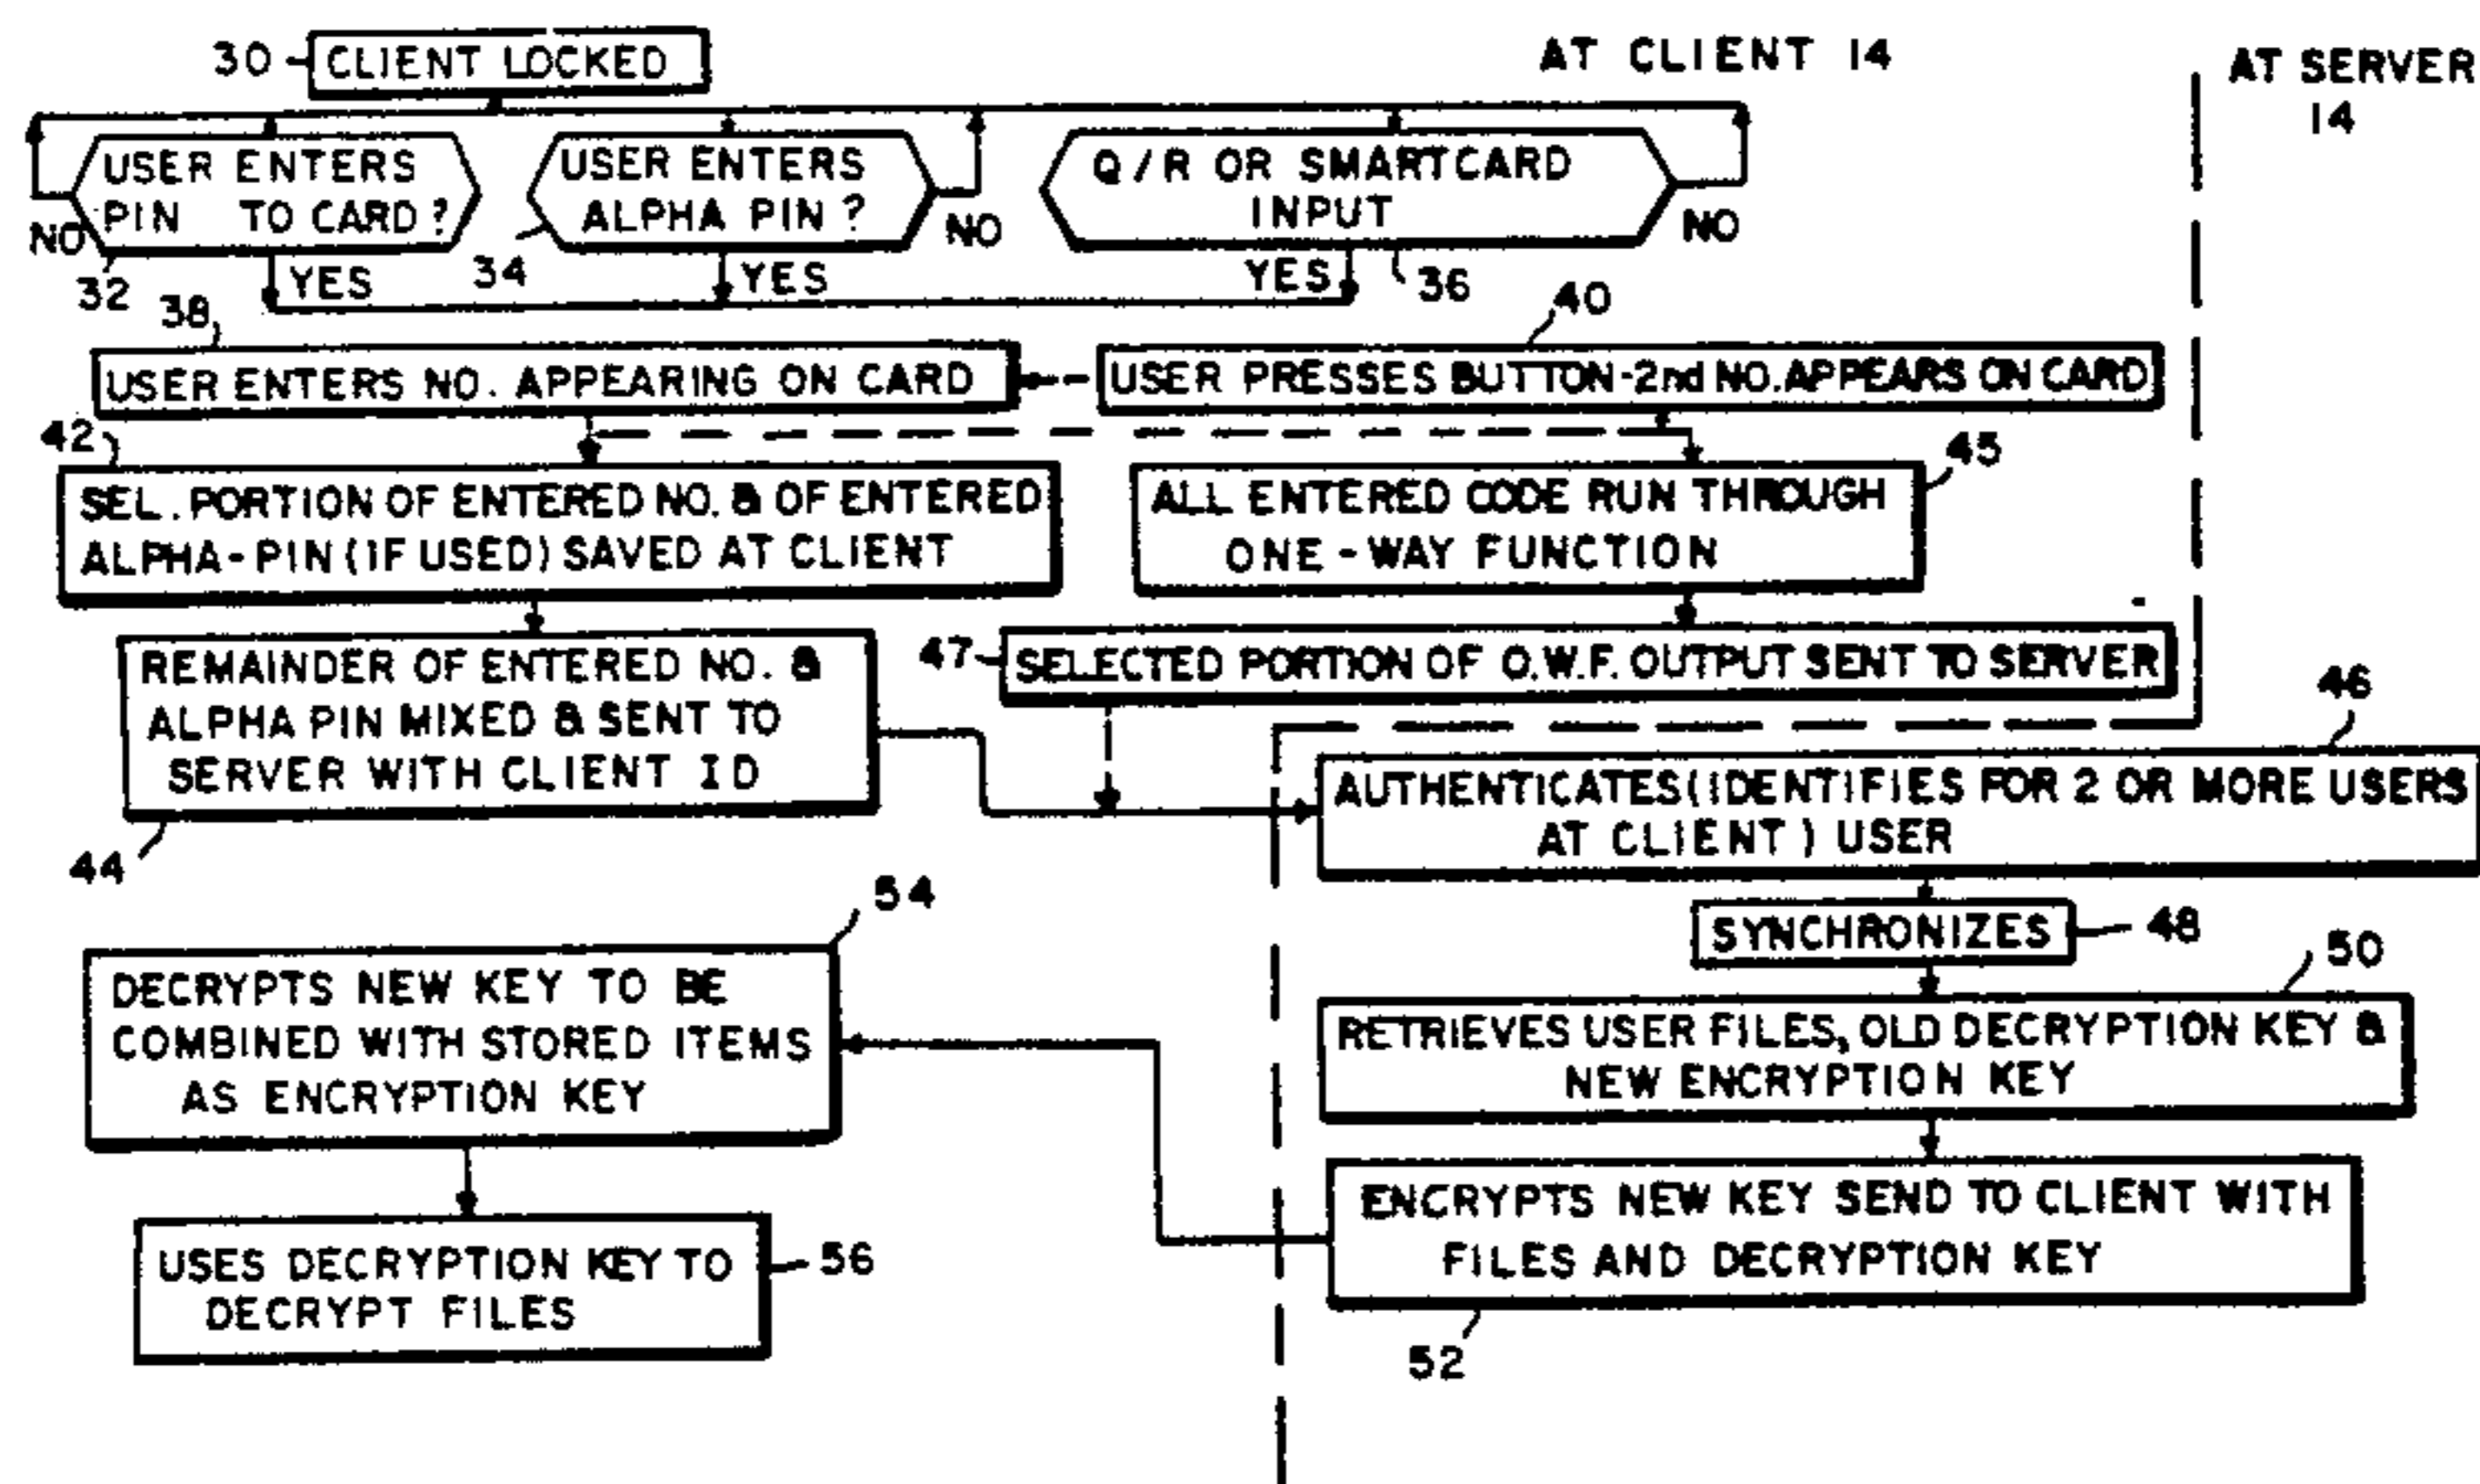 30
CLIENT LOCKED
AT CLIENT 14
AT SERVER
14
USER ENTERS
PIN TO CARD?
NO
32
YES
USER ENTERS
ALPHA PIN?
NO
34
YES
Q/R OR SMARTCARD
INPUT
NO
YES
36
38
USER ENTERS NO. APPEARING ON CARD
40
USER PRESSES BUTTON-2nd NO. APPEARS ON CARD
42
SEL. PORTION OF ENTERED NO. & OF ENTERED
ALPHA-PIN (IF USED) SAVED AT CLIENT
45
ALL ENTERED CODE RUN THROUGH
ONE-WAY FUNCTION
REMAINDER OF ENTERED NO. &
ALPHA PIN MIXED & SENT TO
SERVER WITH CLIENT ID
44
47
SELECTED PORTION OF O.W.F. OUTPUT SENT TO SERVER
46
AUTHENTICATES (IDENTIFIES FOR 2 OR MORE USERS
AT CLIENT) USER
SYNCHRONIZES
48
50
RETRIEVES USER FILES, OLD DECRYPTION KEY &
NEW ENCRYPTION KEY
ENCRYPTS NEW KEY SEND TO CLIENT WITH
FILES AND DECRYPTION KEY
52
54
DECRYPTS NEW KEY TO BE
COMBINED WITH STORED ITEMS
AS ENCRYPTION KEY
USES DECRYPTION KEY TO
DECRYPT FILES
56